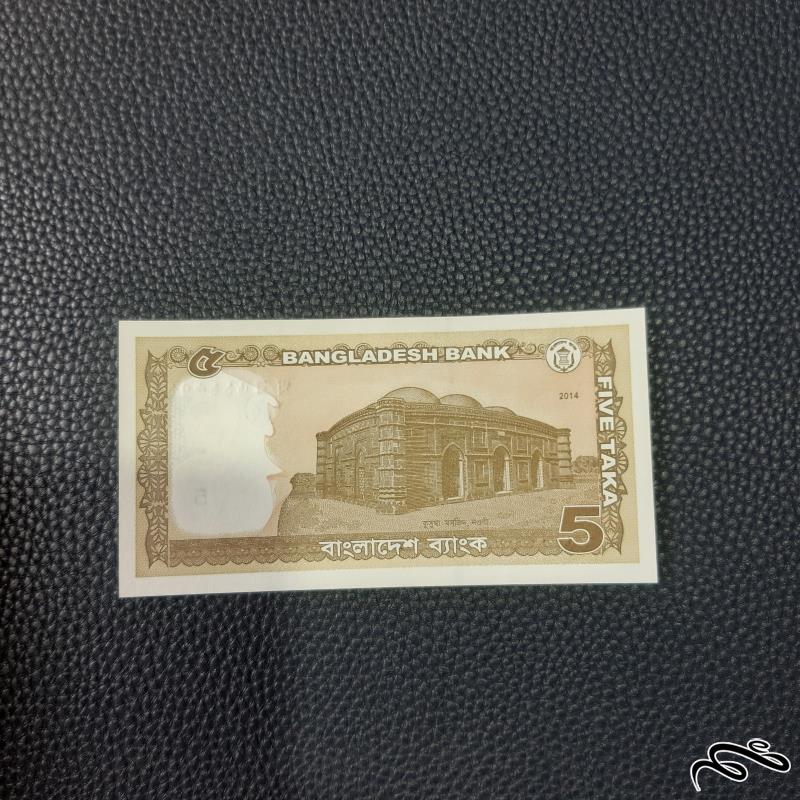 ৫
BANGLADESH BANK
2014
FIVE TAKA
কুসুম্বা মসজিদ, নওগাঁ
বাংলাদেশ ব্যাংক
5